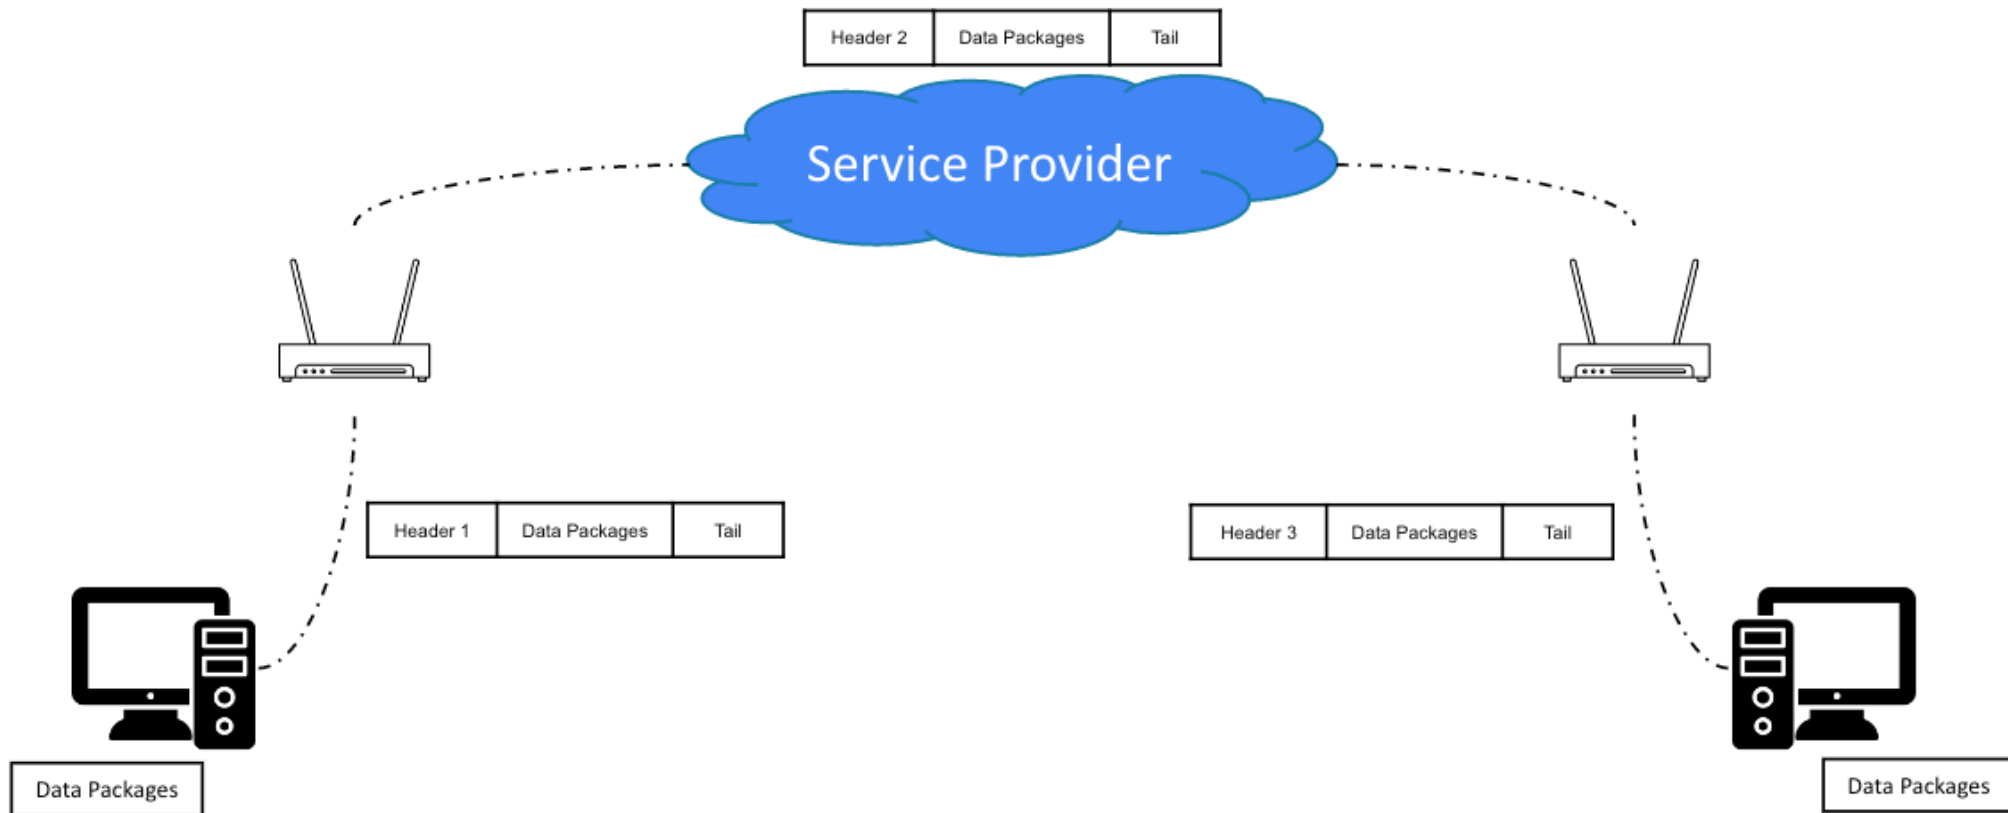 Header 2 Data Packages Tail
Service Provider
Header 1 Data Packages Tail
Header 3 Data Packages Tail
Data Packages
Data Packages